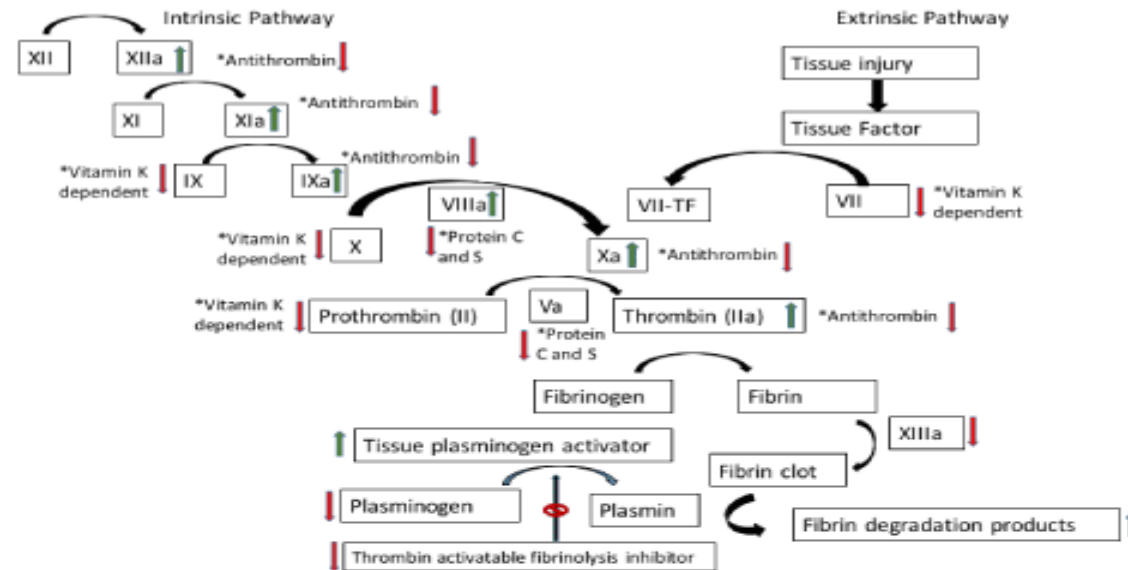 Intrinsic Pathway
Extrinsic Pathway
XII
XIIa
*Antithrombin
Tissue injury
XI
XIa
*Antithrombin
Tissue Factor
*Vitamin K
dependent
IX
IXa
*Antithrombin
VIIIa
VII-TF
VII
*Vitamin K
dependent
*Vitamin K
dependent
X
*Protein C
and S
Xa
*Antithrombin
*Vitamin K
dependent
Prothrombin (II)
Va
Thrombin (IIa)
*Antithrombin
*Protein
C and S
Fibrinogen
Fibrin
XIIIa
Tissue plasminogen activator
Fibrin clot
Plasminogen
Plasmin
Fibrin degradation products
Thrombin activatable fibrinolysis inhibitor